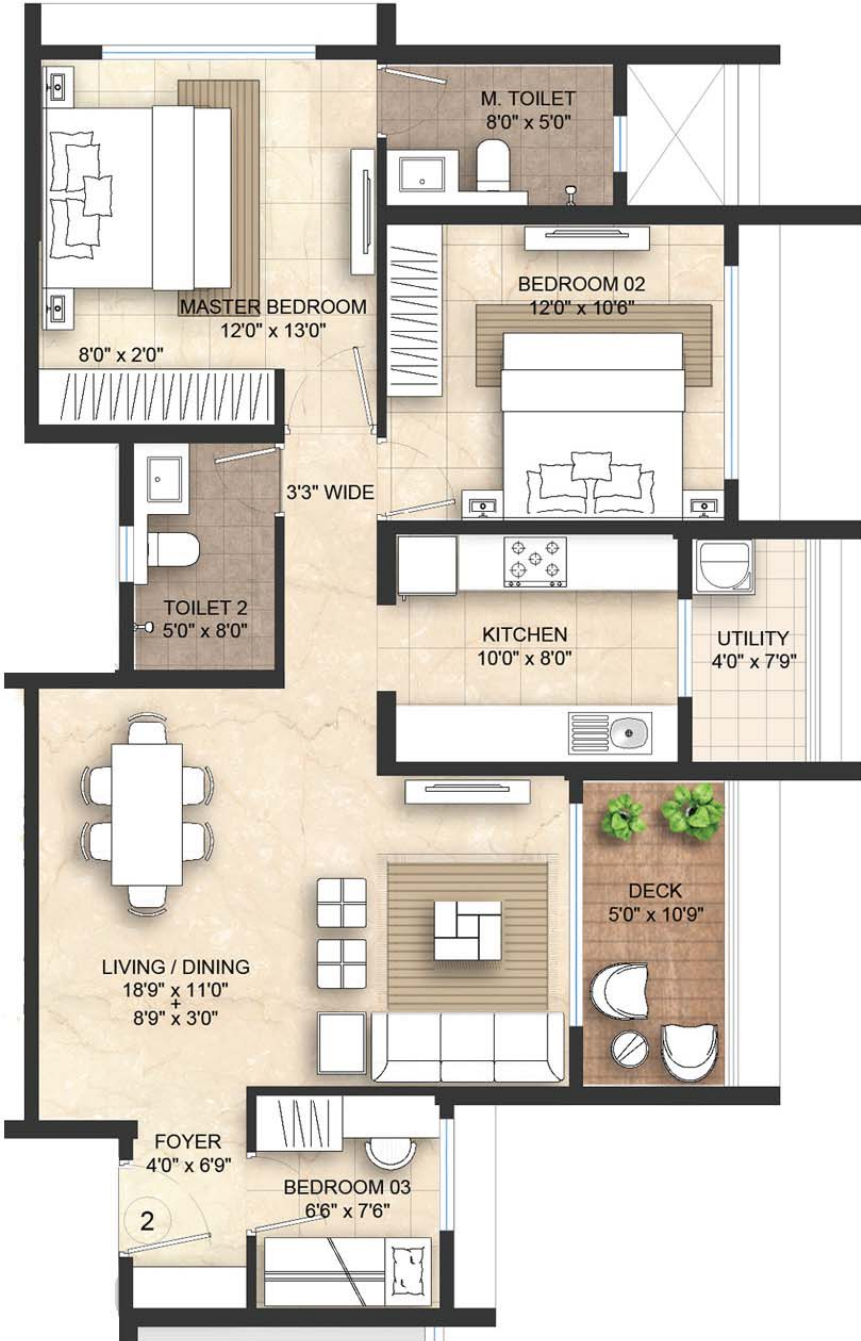 M. TOILET
8'0" x 5'0"
BEDROOM 02
12'0" x 10'6"
MASTER BEDROOM
12'0" x 13'0"
8'0" x 2'0"
3'3" WIDE
TOILET 2
5'0" x 8'0"
KITCHEN
10'0" x 8'0"
UTILITY
4'0" x 7'9"
DECK
5'0" x 10'9"
LIVING / DINING
18'9" x 11'0"
+
8'9" x 3'0"
FOYER
4'0" x 6'9"
BEDROOM 03
6'6" x 7'6"
2